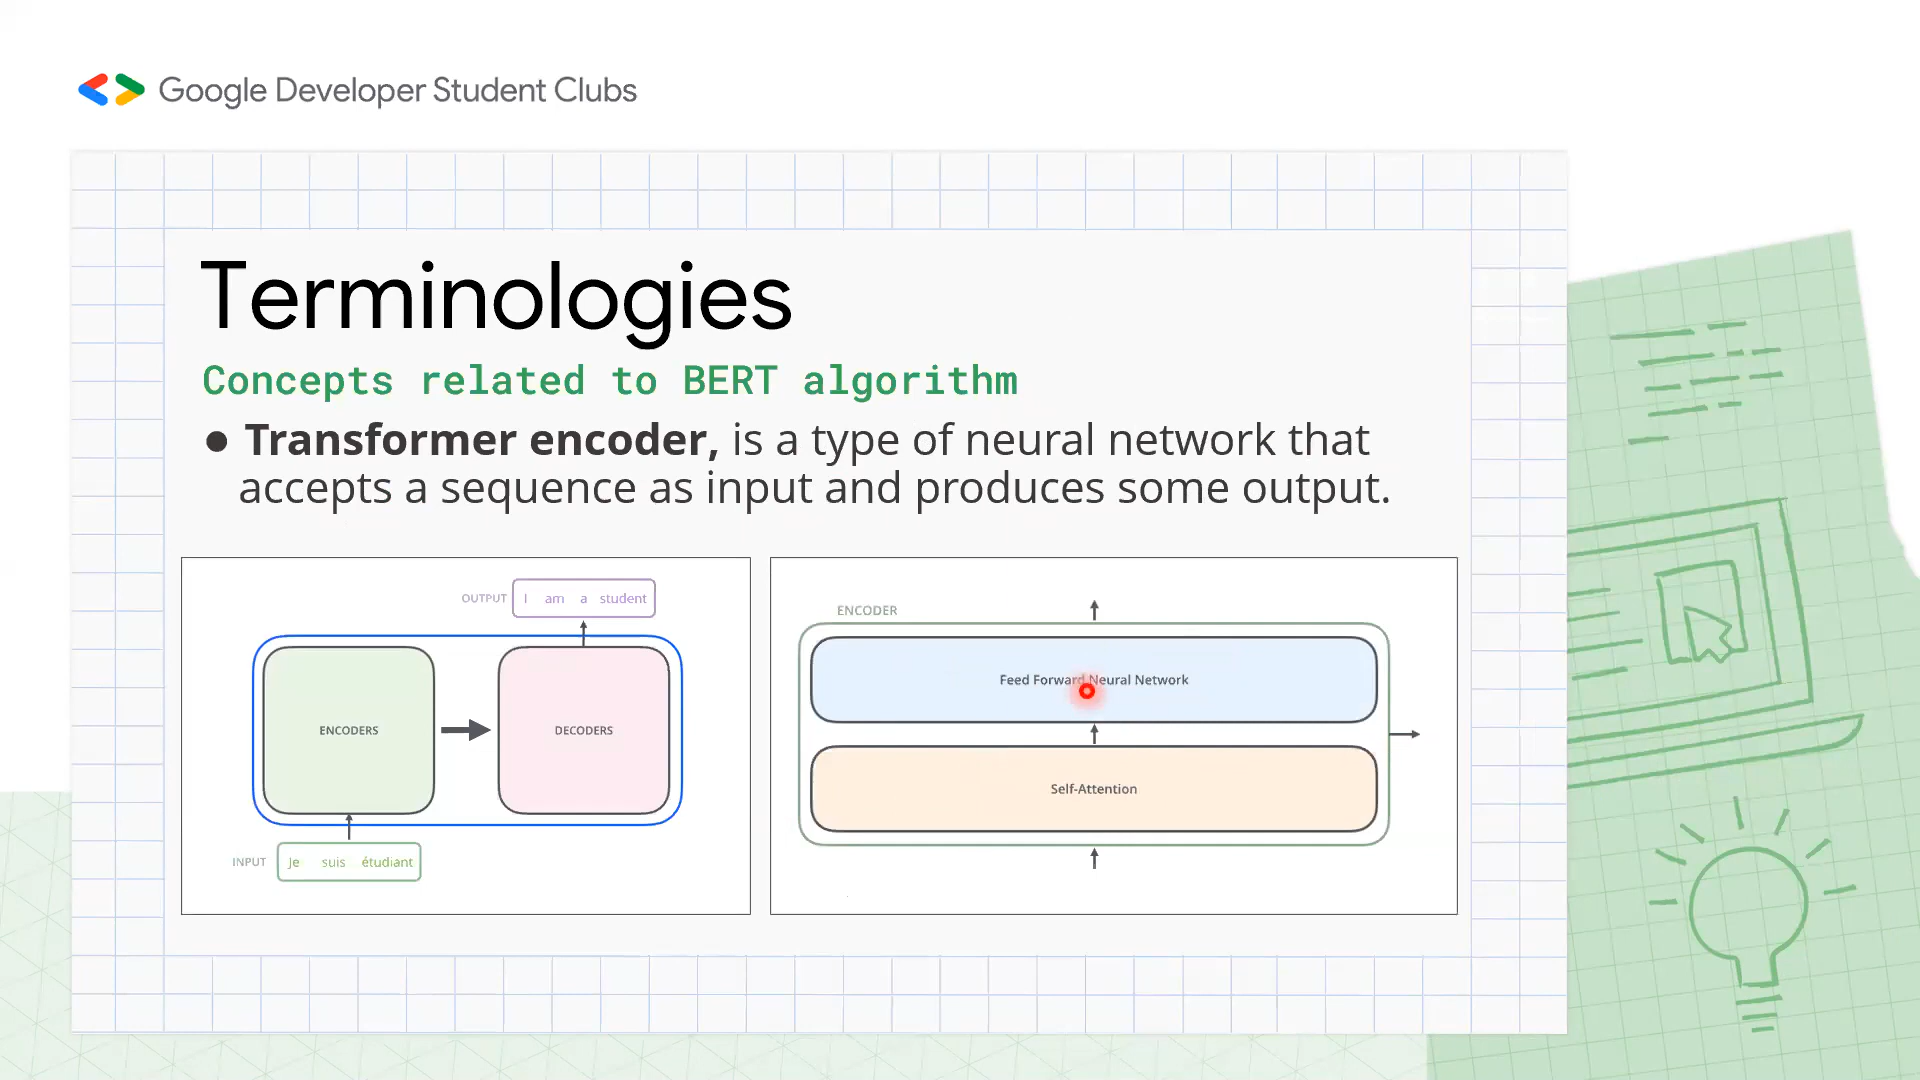 Google Developer Student Clubs
Terminologies
Concepts related to BERT algorithm
● Transformer encoder, is a type of neural network that
accepts a sequence as input and produces some output.
OUTPUT I am a student
ENCODERS DECODERS
INPUT Je suis étudiant
ENCODER
Feed Forward Neural Network
Self-Attention